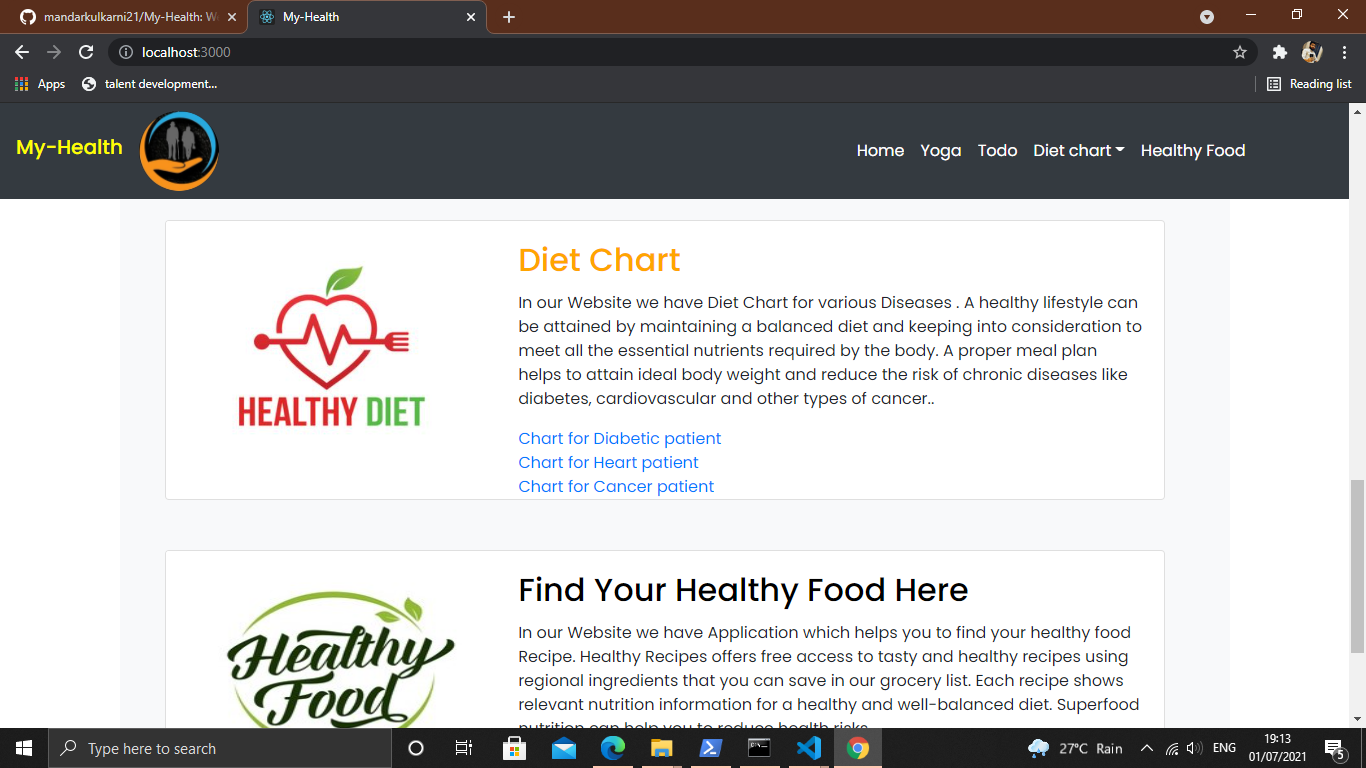 mandarkulkarni21/My-Health: W
My-Health
localhost:3000
Apps
talent development...
Reading list
My-Health
Home
Yoga
Todo
Diet chart
Healthy Food
HEALTHY DIET
Diet Chart
In our Website we have Diet Chart for various Diseases . A healthy lifestyle can
be attained by maintaining a balanced diet and keeping into consideration to
meet all the essential nutrients required by the body. A proper meal plan
helps to attain ideal body weight and reduce the risk of chronic diseases like
diabetes, cardiovascular and other types of cancer..
Chart for Diabetic patient
Chart for Heart patient
Chart for Cancer patient
Healthy
Food
Find Your Healthy Food Here
In our Website we have Application which helps you to find your healthy food
Recipe. Healthy Recipes offers free access to tasty and healthy recipes using
regional ingredients that you can save in our grocery list. Each recipe shows
relevant nutrition information for a healthy and well-balanced diet. Superfood
nutrition can help you to reduce health risks
Type here to search
27°C Rain
ENG
19:13
01/07/2021
5